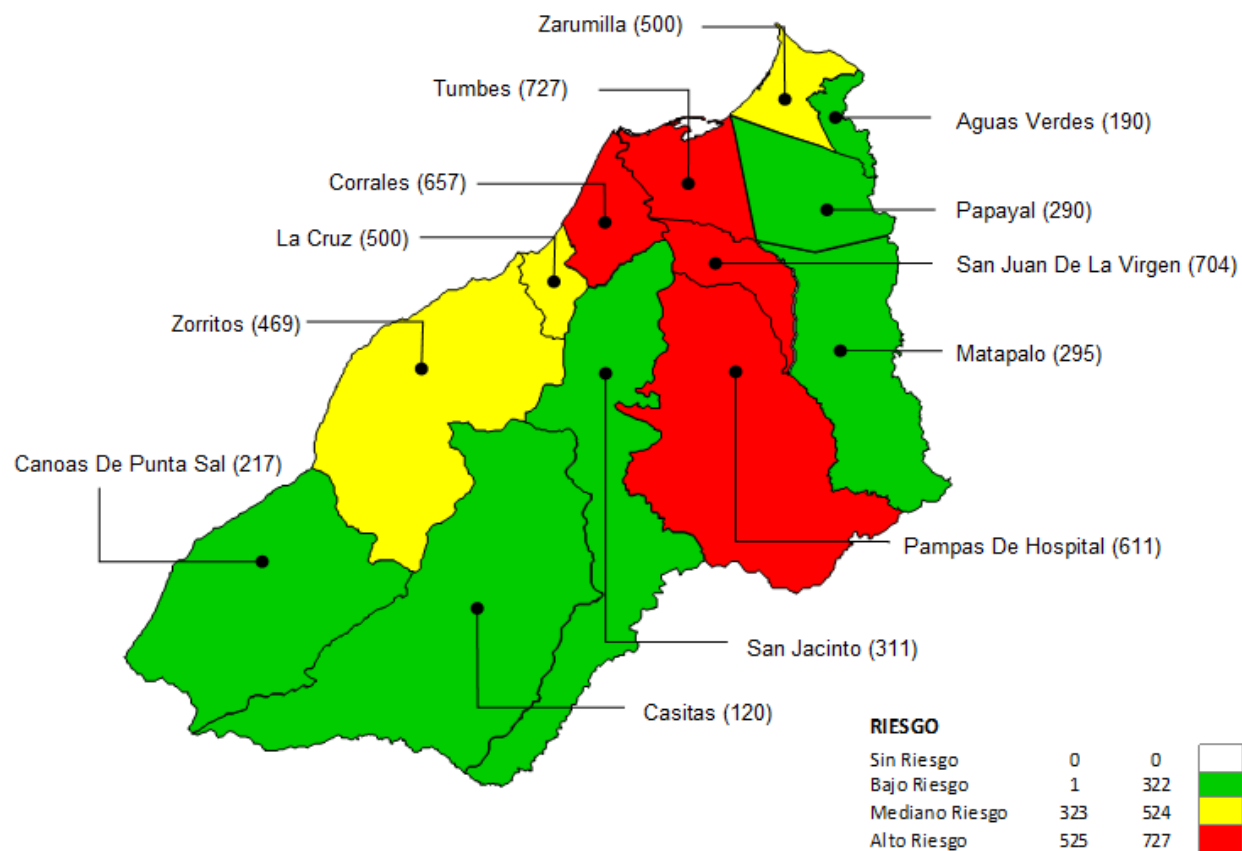 Zarumilla (500)
Tumbes (727)
Aguas Verdes (190)
Corrales (657)
Papayal (290)
La Cruz (500)
San Juan De La Virgen (704)
Zorritos (469)
Matapalo (295)
Canoas De Punta Sal (217)
Pampas De Hospital (611)
San Jacinto (311)
Casitas (120)
RIESGO
Sin Riesgo 0 0
Bajo Riesgo 1 322
Mediano Riesgo 323 524
Alto Riesgo 525 727